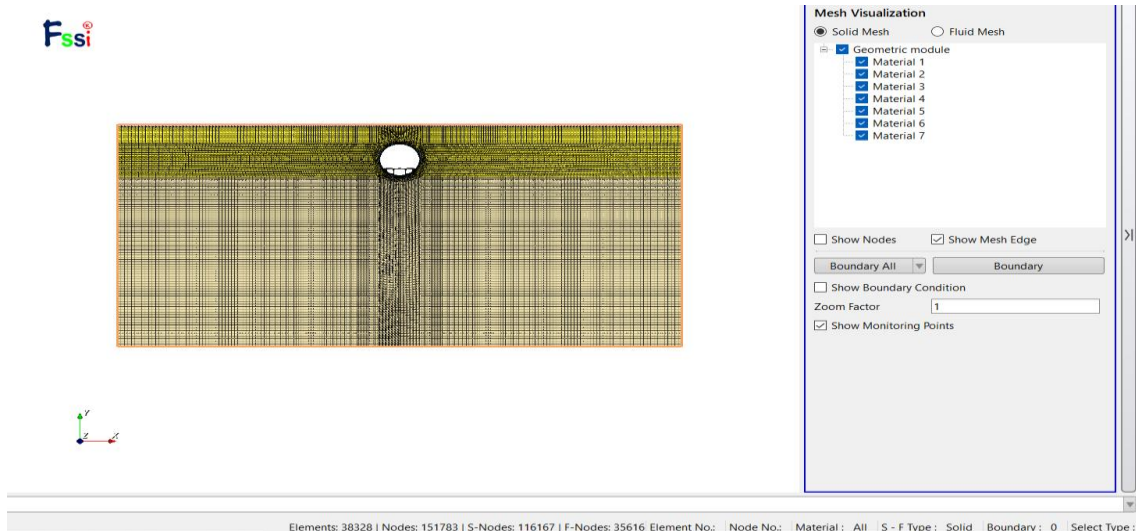 Fssi®
Mesh Visualization
Solid Mesh Fluid Mesh
Geometric module
Material 1
Material 2
Material 3
Material 4
Material 5
Material 6
Material 7
Show Nodes Show Mesh Edge
Boundary All Boundary
Show Boundary Condition
Zoom Factor 1
Show Monitoring Points
Y
Z X
Elements: 38328 | Nodes: 151783 | S-Nodes: 116167 | F-Nodes: 35616 Element No.: Node No.: Material : All S - F Type : Solid Boundary : 0 Select Type :